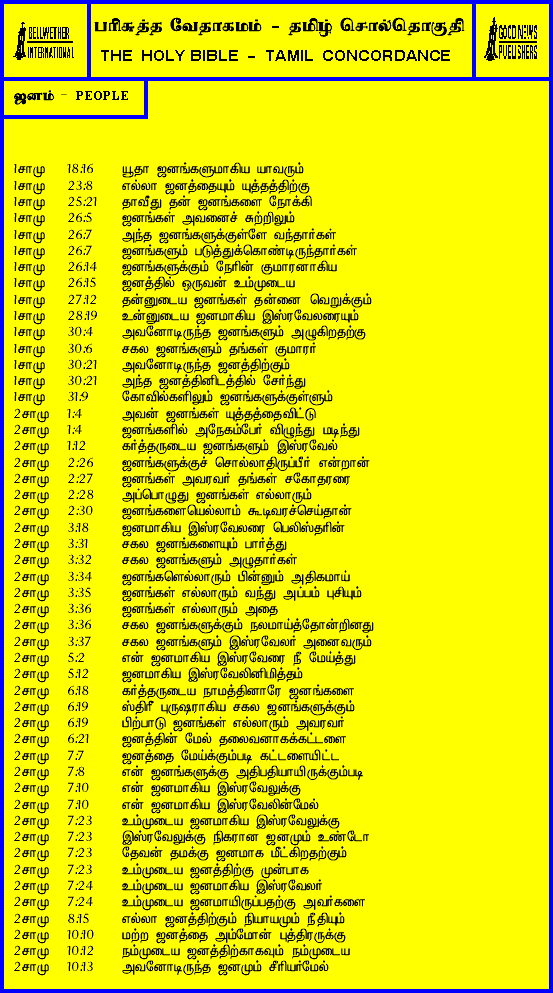 BELLWETHER
INTERNATIONAL
பரிசுத்த வேதாகமம் - தமிழ் சொல்தொகுதி
THE HOLY BIBLE - TAMIL CONCORDANCE
GOOD NEWS
PUBLISHERS
ஜனம் - PEOPLE
1சாமு 18:16 யூதா ஜனங்களுமாகிய யாவரும்
1சாமு 23:8 எல்லா ஜனத்தையும் யுத்தத்திற்கு
1சாமு 25:21 தாவீது தன் ஜனங்களை நோக்கி
1சாமு 26:5 ஜனங்கள் அவனைச் சுற்றிலும்
1சாமு 26:7 அந்த ஜனங்களுக்குள்ளே வந்தார்கள்
1சாமு 26:7 ஜனங்களும் படுத்துக்கொண்டிருந்தார்கள்
1சாமு 26:14 ஜனங்களுக்கும் நேரின் குமாரனாகிய
1சாமு 26:15 ஜனத்தில் ஒருவன் உம்முடைய
1சாமு 27:12 தன்னுடைய ஜனங்கள் தன்னை வெறுக்கும்
1சாமு 28:19 உன்னுடைய ஜனமாகிய இஸ்ரவேலரையும்
1சாமு 30:4 அவனோடிருந்த ஜனங்களும் அழுகிறதற்கு
1சாமு 30:6 சகல ஜனங்களும் தங்கள் குமாரர்
1சாமு 30:21 அவனோடிருந்த ஜனத்திற்கும்
1சாமு 30:21 அந்த ஜனத்தினிடத்தில் சேர்ந்து
1சாமு 31:9 கோவில்களிலும் ஜனங்களுக்குள்ளும்
2சாமு 1:4 அவன் ஜனங்கள் யுத்தத்தைவிட்டு
2சாமு 1:4 ஜனங்களில் அநேகம்பேர் விழுந்து மடிந்து
2சாமு 1:12 கர்த்தருடைய ஜனங்களும் இஸ்ரவேல்
2சாமு 2:26 ஜனங்களுக்குச் சொல்லாதிருப்பீர் என்றான்
2சாமு 2:27 ஜனங்கள் அவரவர் தங்கள் சகோதரரை
2சாமு 2:28 அப்பொழுது ஜனங்கள் எல்லாரும்
2சாமு 2:30 ஜனங்களையெல்லாம் கூடிவரச்செய்தான்
2சாமு 3:18 ஜனமாகிய இஸ்ரவேலரை பெலிஸ்தரின்
2சாமு 3:31 சகல ஜனங்களையும் பார்த்து
2சாமு 3:32 சகல ஜனங்களும் அழுதார்கள்
2சாமு 3:34 ஜனங்களெல்லாரும் பின்னும் அதிகமாய்
2சாமு 3:35 ஜனங்கள் எல்லாரும் வந்து அப்பம் புசியும்
2சாமு 3:36 ஜனங்கள் எல்லாரும் அதை
2சாமு 3:36 சகல ஜனங்களுக்கும் நலமாய்த்தோன்றினது
2சாமு 3:37 சகல ஜனங்களும் இஸ்ரவேலர் அனைவரும்
2சாமு 5:2 என் ஜனமாகிய இஸ்ரவேரை நீ மேய்த்து
2சாமு 5:12 ஜனமாகிய இஸ்ரவேலினிமித்தம்
2சாமு 6:18 கர்த்தருடைய நாமத்தினாரே ஜனங்களை
2சாமு 6:19 ஸ்திரீ புருஷராகிய சகல ஜனங்களுக்கும்
2சாமு 6:19 பிற்பாடு ஜனங்கள் எல்லாரும் அவரவர்
2சாமு 6:21 ஜனத்தின் மேல் தலைவனாகக்கட்டளை
2சாமு 7:7 ஜனத்தை மேய்க்கும்படி கட்டளையிட்ட
2சாமு 7:8 என் ஜனங்களுக்கு அதிபதியாயிருக்கும்படி
2சாமு 7:10 என் ஜனமாகிய இஸ்ரவேலுக்கு
2சாமு 7:10 என் ஜனமாகிய இஸ்ரவேலின்மேல்
2சாமு 7:23 உம்முடைய ஜனமாகிய இஸ்ரவேலுக்கு
2சாமு 7:23 இஸ்ரவேலுக்கு நிகரான ஜனமும் உண்டோ
2சாமு 7:23 தேவன் தமக்கு ஜனமாக மீட்கிறதற்கும்
2சாமு 7:23 உம்முடைய ஜனத்திற்கு முன்பாக
2சாமு 7:24 உம்முடைய ஜனமாகிய இஸ்ரவேலர்
2சாமு 7:24 உம்முடைய ஜனமாயிருப்பதற்கு அவர்களை
2சாமு 8:15 எல்லா ஜனத்திற்கும் நியாயமும் நீதியும்
2சாமு 10:10 மற்ற ஜனத்தை அம்மோன் புத்திரருக்கு
2சாமு 10:12 நம்முடைய ஜனத்திற்காகவும் நம்முடைய
2சாமு 10:13 அவனோடிருந்த ஜனமும் சீரியர்மேல்